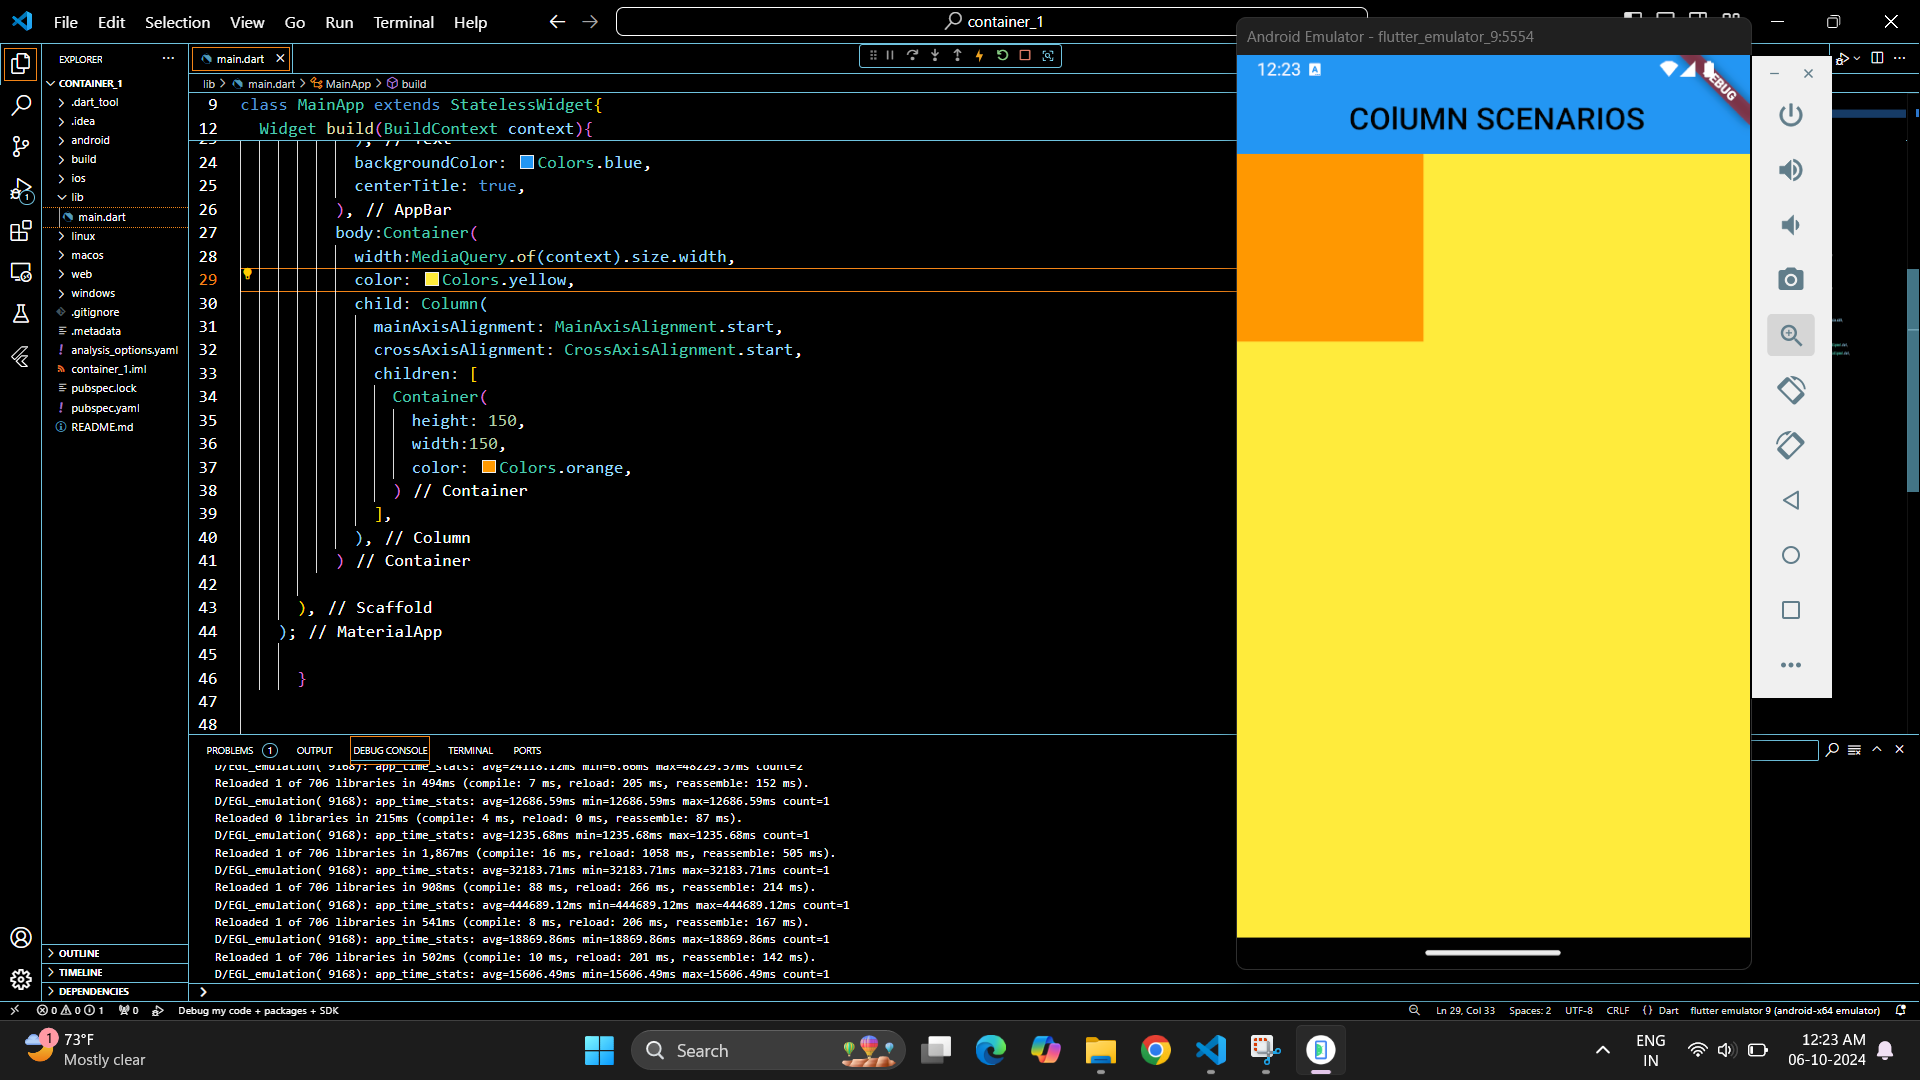 File Edit Selection View Go Run Terminal Help
container_1
EXPLORER
CONTAINER_1
.dart_tool
.idea
android
build
ios
lib
main.dart
linux
macos
web
windows
.gitignore
.metadata
! analysis_options.yaml
container_1.iml
pubspec.lock
! pubspec.yaml
README.md
OUTLINE
TIMELINE
DEPENDENCIES
main.dart
lib > main.dart > MainApp > build
9 class MainApp extends StatelessWidget{
12 Widget build(BuildContext context){
23 ), // Text
24 backgroundColor: Colors.blue,
25 centerTitle: true,
26 ), // AppBar
27 body:Container(
28 width:MediaQuery.of(context).size.width,
29 color: Colors.yellow,
30 child: Column(
31 mainAxisAlignment: MainAxisAlignment.start,
32 crossAxisAlignment: CrossAxisAlignment.start,
33 children: [
34 Container(
35 height: 150,
36 width:150,
37 color: Colors.orange,
38 ) // Container
39 ],
40 ), // Column
41 ) // Container
42
43 ), // Scaffold
44 ); // MaterialApp
45
46 }
47
48
PROBLEMS 1 OUTPUT DEBUG CONSOLE TERMINAL PORTS
D/EGL_emulation( 9168): app_time_stats: avg=24118.12ms min=6.66ms max=48229.57ms count=2
Reloaded 1 of 706 libraries in 494ms (compile: 7 ms, reload: 205 ms, reassemble: 152 ms).
D/EGL_emulation( 9168): app_time_stats: avg=12686.59ms min=12686.59ms max=12686.59ms count=1
Reloaded 0 libraries in 215ms (compile: 4 ms, reload: 0 ms, reassemble: 87 ms).
D/EGL_emulation( 9168): app_time_stats: avg=1235.68ms min=1235.68ms max=1235.68ms count=1
Reloaded 1 of 706 libraries in 1,867ms (compile: 16 ms, reload: 1058 ms, reassemble: 505 ms).
D/EGL_emulation( 9168): app_time_stats: avg=32183.71ms min=32183.71ms max=32183.71ms count=1
Reloaded 1 of 706 libraries in 908ms (compile: 88 ms, reload: 266 ms, reassemble: 214 ms).
D/EGL_emulation( 9168): app_time_stats: avg=444689.12ms min=444689.12ms max=444689.12ms count=1
Reloaded 1 of 706 libraries in 541ms (compile: 8 ms, reload: 206 ms, reassemble: 167 ms).
D/EGL_emulation( 9168): app_time_stats: avg=18869.86ms min=18869.86ms max=18869.86ms count=1
Reloaded 1 of 706 libraries in 502ms (compile: 10 ms, reload: 201 ms, reassemble: 142 ms).
D/EGL_emulation( 9168): app_time_stats: avg=15606.49ms min=15606.49ms max=15606.49ms count=1
Android Emulator - flutter_emulator_9:5554
12:23
DEBUG
COlUMN SCENARIOS
0 0 1 0 Debug my code + packages + SDK
Ln 29, Col 33 Spaces: 2 UTF-8 CRLF {} Dart flutter emulator 9 (android-x64 emulator)
1
73°F
Mostly clear
Search
ENG
IN
12:23 AM
06-10-2024